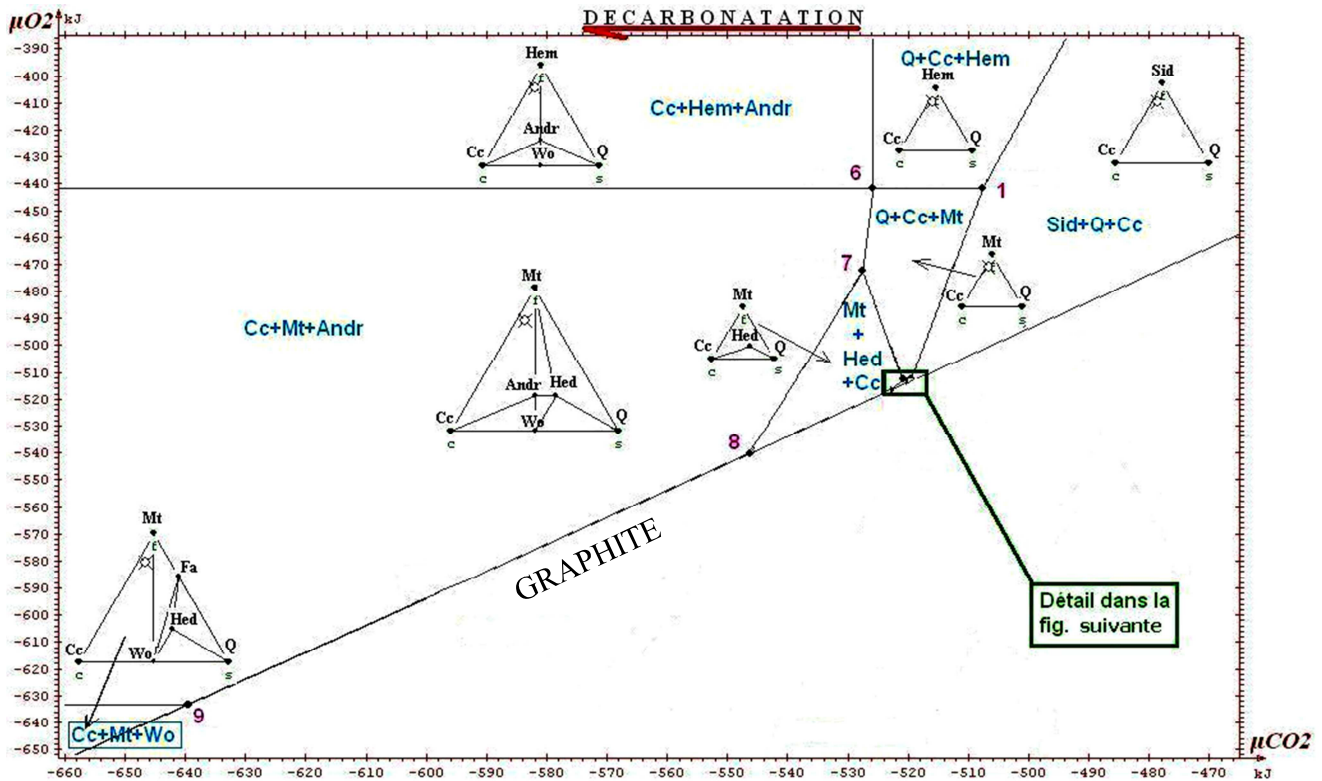 DECARBONATATION
µO2 kJ
-390
-400
-410
-420
-430
-440
-450
-460
-470
-480
-490
-500
-510
-520
-530
-540
-550
-560
-570
-580
-590
-600
-610
-620
-630
-640
-650
Hem
f
Andr
Cc
Wo
Q
c
s
Cc+Hem+Andr
Q+Cc+Hem
Hem
f
Cc
Q
c
s
Sid
f
Cc
Q
c
s
6
1
Q+Cc+Mt
Sid+Q+Cc
Mt
f
Cc
Q
c
s
7
Cc+Mt+Andr
Mt
f
Andr
Hed
Cc
Wo
Q
c
s
Mt
f
Hed
Cc
Q
c
s
Mt
+
Hed
+Cc
8
GRAPHITE
Détail dans la
fig. suivante
Mt
f
Fa
Hed
Cc
Wo
Q
c
s
9
Cc+Mt+Wo
µCO2
kJ
-660 -650 -640 -630 -620 -610 -600 -590 -580 -570 -560 -550 -540 -530 -520 -510 -500 -490 -480 -470